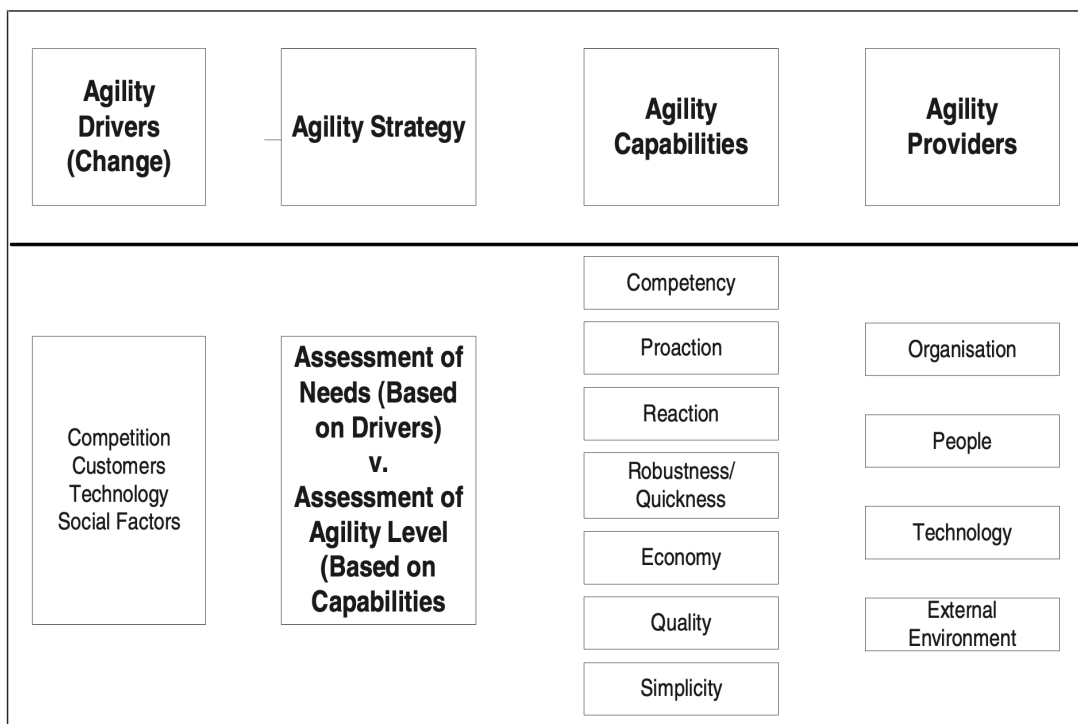 Agility
Drivers
(Change)
Agility Strategy
Agility
Capabilities
Agility
Providers
Competition
Customers
Technology
Social Factors
Assessment of
Needs (Based
on Drivers)
v.
Assessment of
Agility Level
(Based on
Capabilities
Competency
Proaction
Reaction
Robustness/
Quickness
Economy
Quality
Simplicity
Organisation
People
Technology
External
Environment